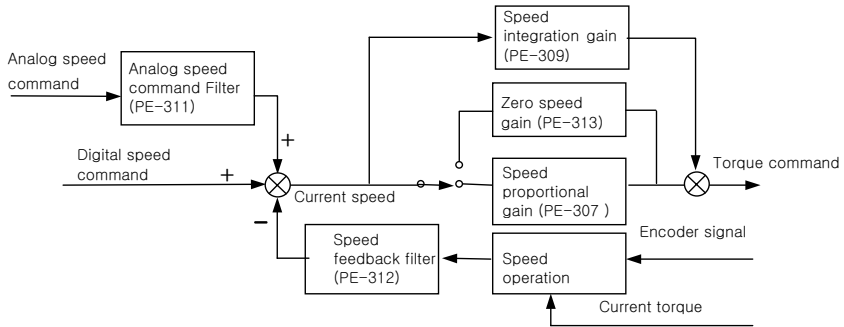 Speed
integration gain
(PE-309)
Analog speed
command
Analog speed
command Filter
(PE-311)
Zero speed
gain (PE-313)
+
Digital speed
command
+
Torque command
Speed
proportional
gain (PE-307 )
Current speed
−
Encoder signal
Speed
feedback filter
(PE-312)
Speed
operation
Current torque